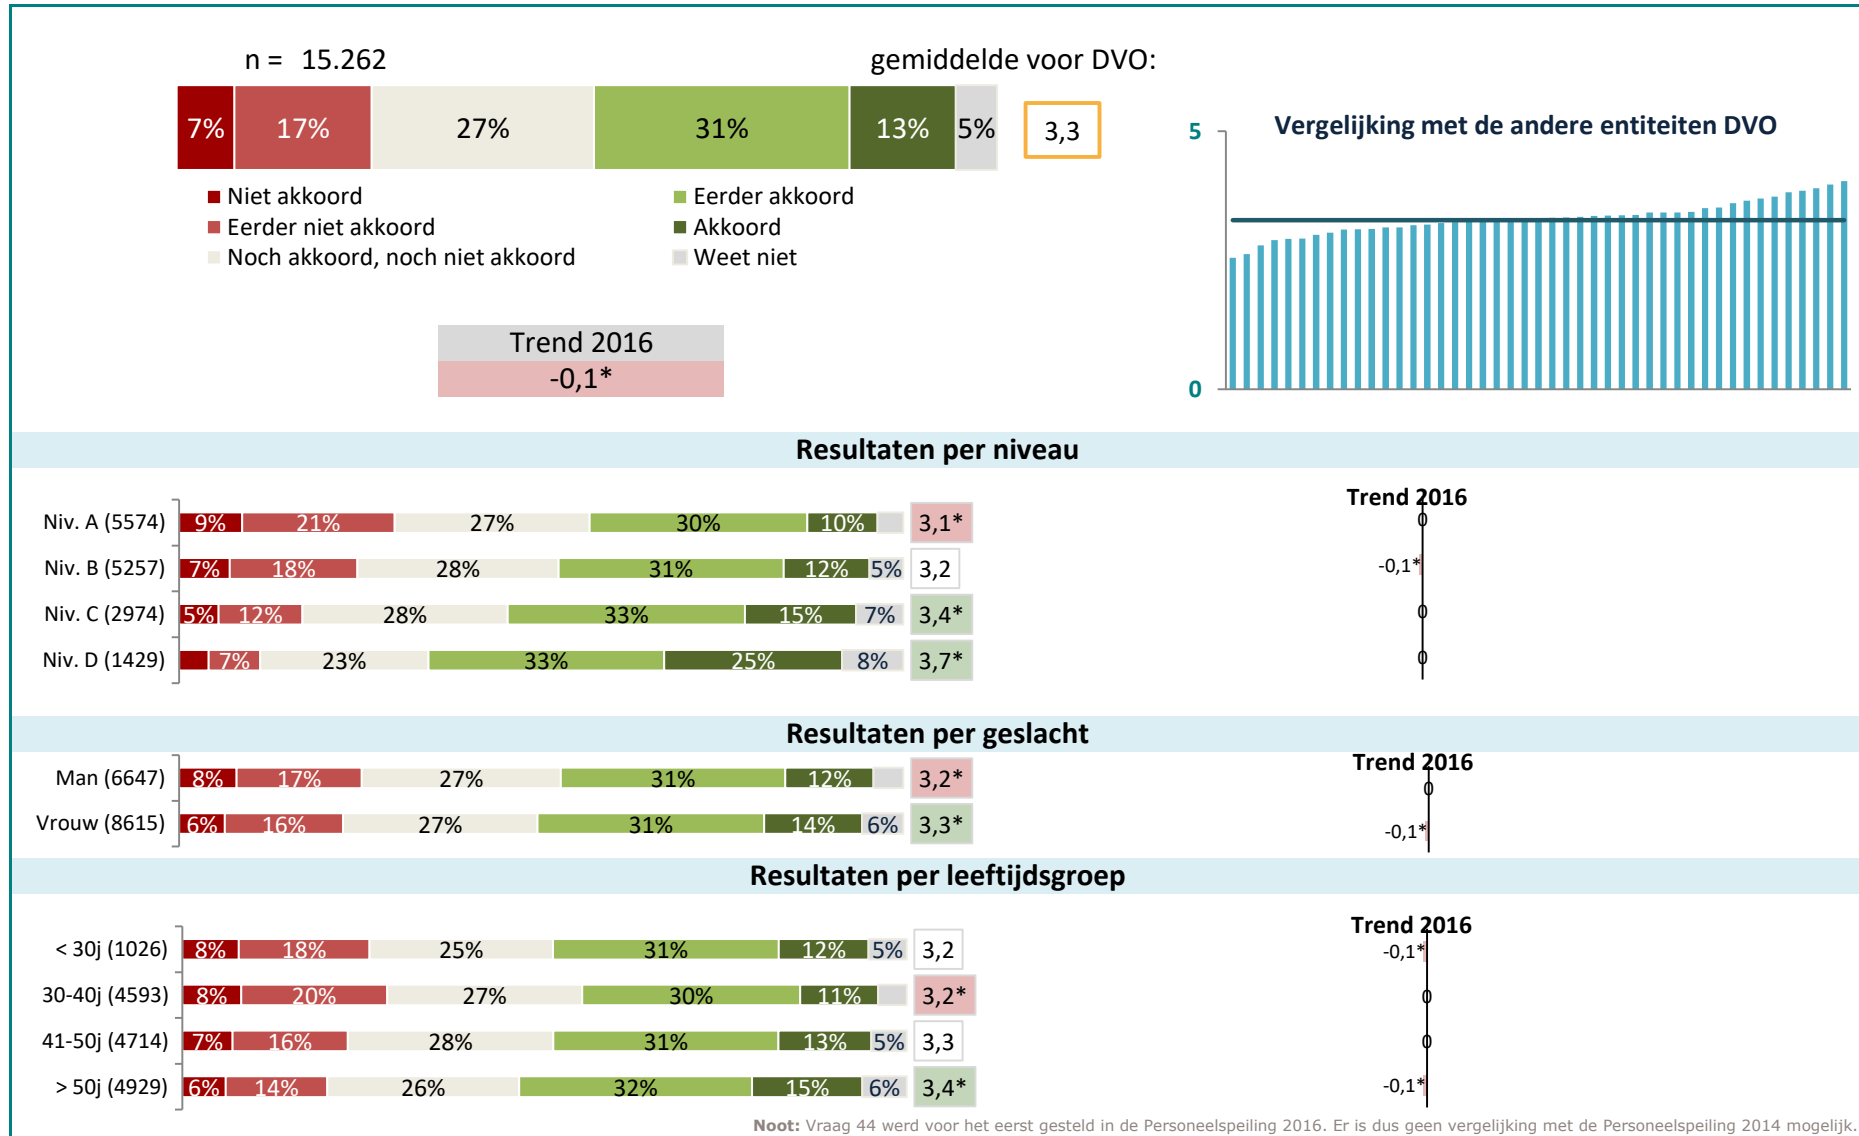 n = 15.262
gemiddelde voor DVO:
7% 17% 27% 31% 13% 5% 3,3
Niet akkoord
Eerder akkoord
Eerder niet akkoord
Akkoord
Noch akkoord, noch niet akkoord
Weet niet
Trend 2016
-0,1*
Vergelijking met de andere entiteiten DVO
5
0
Resultaten per niveau
Trend 2016
Niv. A (5574) 9% 21% 27% 30% 10% 3,1* 0
Niv. B (5257) 7% 18% 28% 31% 12% 5% 3,2 -0,1*
Niv. C (2974) 5% 12% 28% 33% 15% 7% 3,4* 0
Niv. D (1429) 7% 23% 33% 25% 8% 3,7* 0
Resultaten per geslacht
Trend 2016
Man (6647) 8% 17% 27% 31% 12% 3,2* 0
Vrouw (8615) 6% 16% 27% 31% 14% 6% 3,3* -0,1*
Resultaten per leeftijdsgroep
Trend 2016
< 30j (1026) 8% 18% 25% 31% 12% 5% 3,2 -0,1*
30-40j (4593) 8% 20% 27% 30% 11% 3,2* 0
41-50j (4714) 7% 16% 28% 31% 13% 5% 3,3 0
> 50j (4929) 6% 14% 26% 32% 15% 6% 3,4* -0,1*
Noot: Vraag 44 werd voor het eerst gesteld in de Personeelspeiling 2016. Er is dus geen vergelijking met de Personeelspeiling 2014 mogelijk.